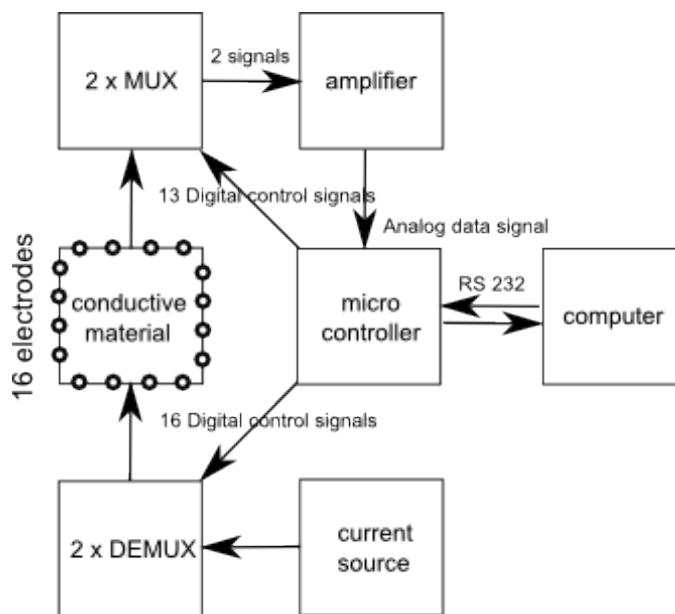 2 signals
2 x MUX
amplifier
13 Digital control signals
Analog data signal
16 electrodes
conductive
material
micro
controller
RS 232
computer
16 Digital control signals
2 x DEMUX
current
source